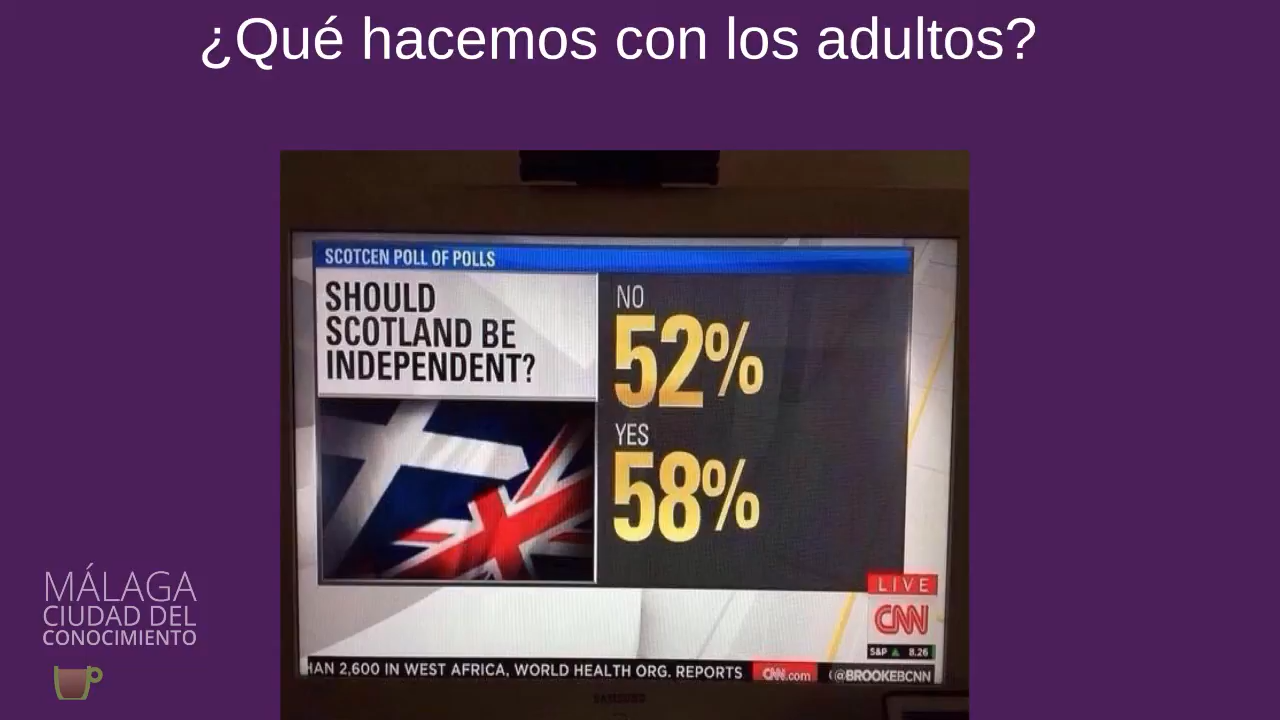 ¿Qué hacemos con los adultos?
SCOTCEN POLL OF POLLS
SHOULD
SCOTLAND BE
INDEPENDENT?
NO
52%
YES
58%
LIVE
CNN
S&P ▲ 8.26
HAN 2,600 IN WEST AFRICA, WORLD HEALTH ORG. REPORTS
CNN.com
@BROOKEBCNN
SAMSUNG
MÁLAGA
CIUDAD DEL
CONOCIMIENTO